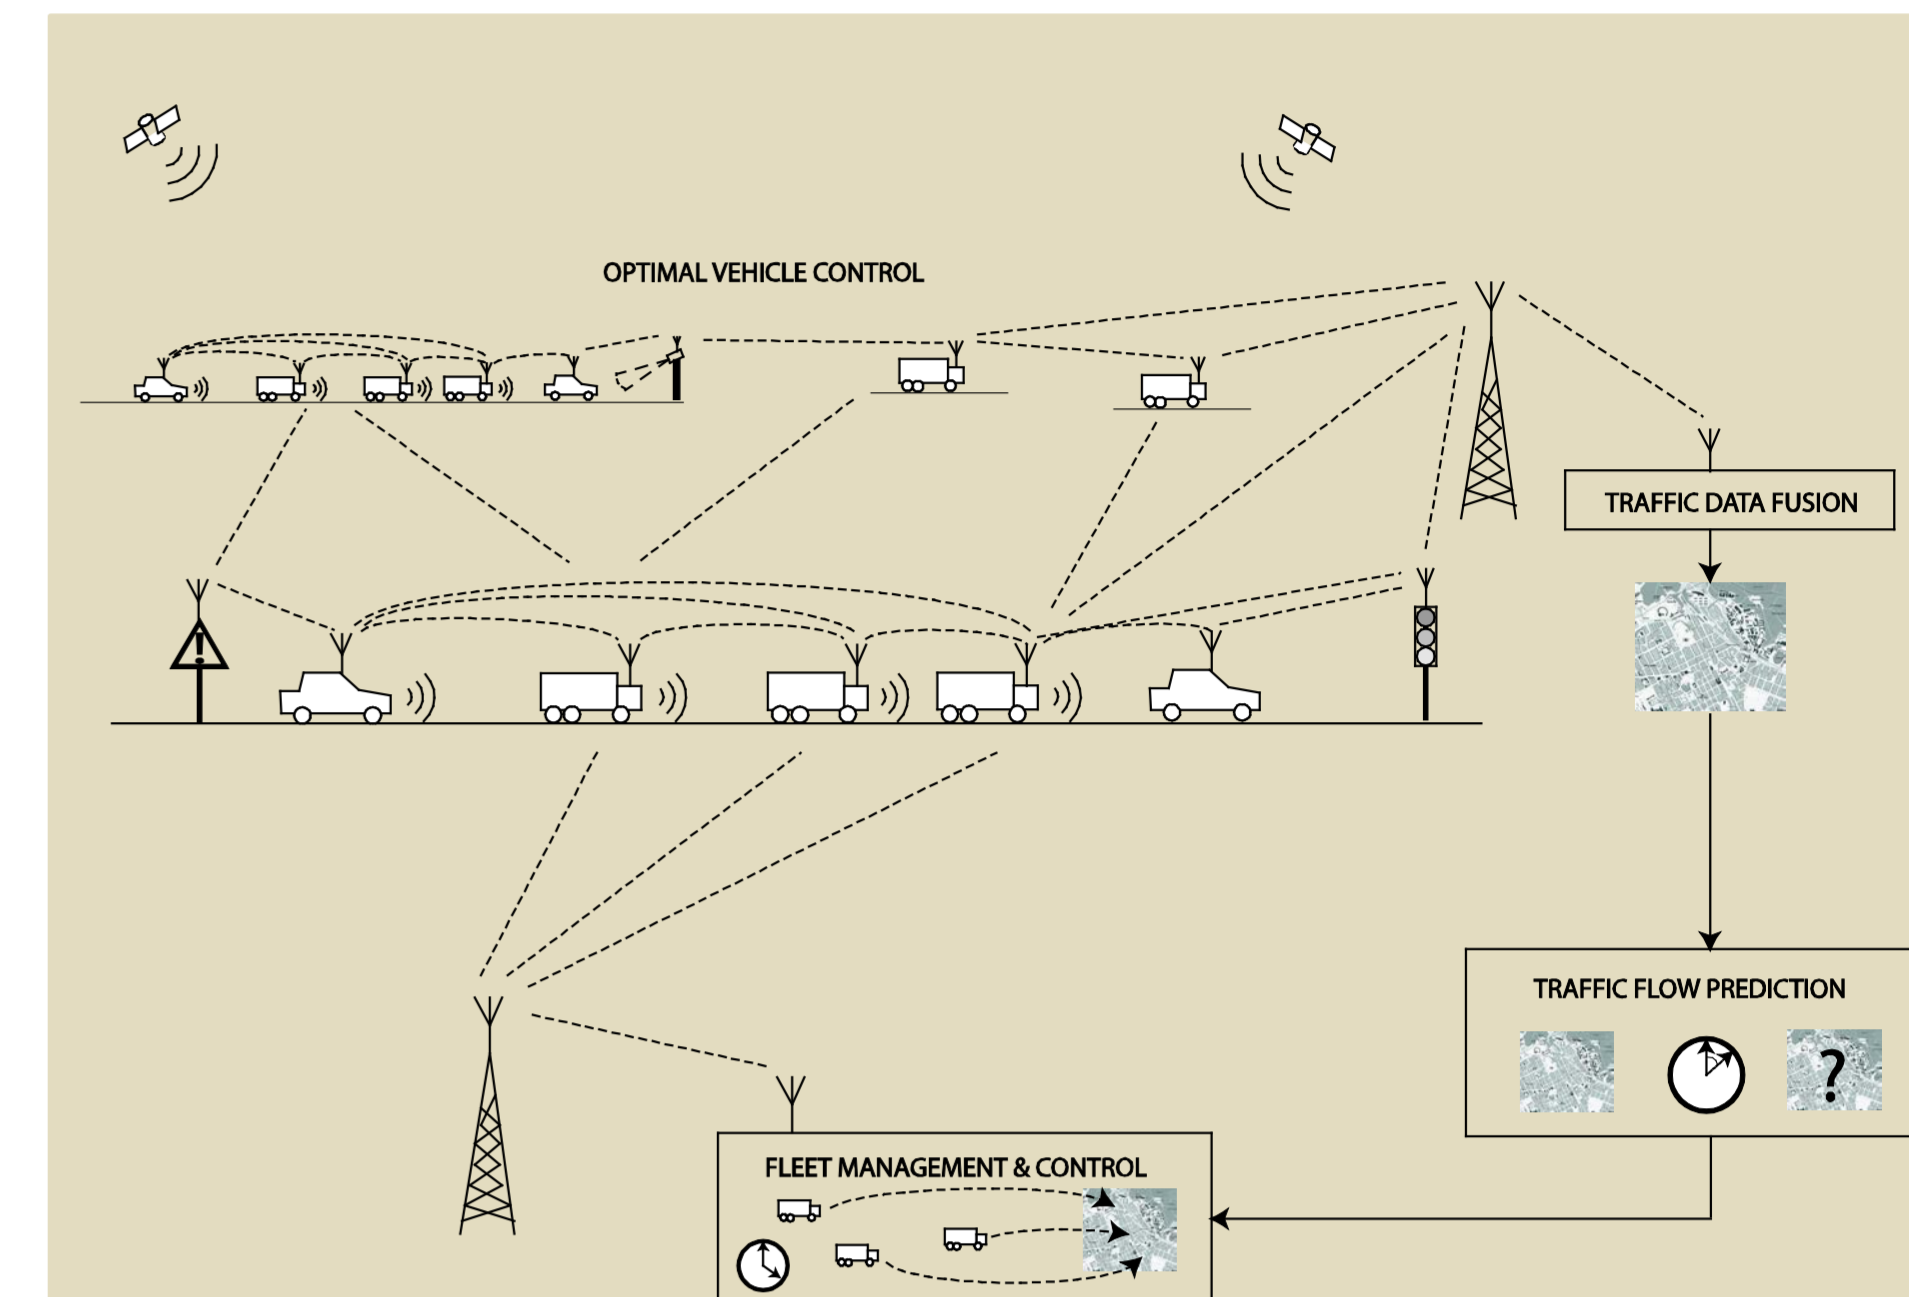 OPTIMAL VEHICLE CONTROL
TRAFFIC DATA FUSION
!
TRAFFIC FLOW PREDICTION
?
FLEET MANAGEMENT & CONTROL